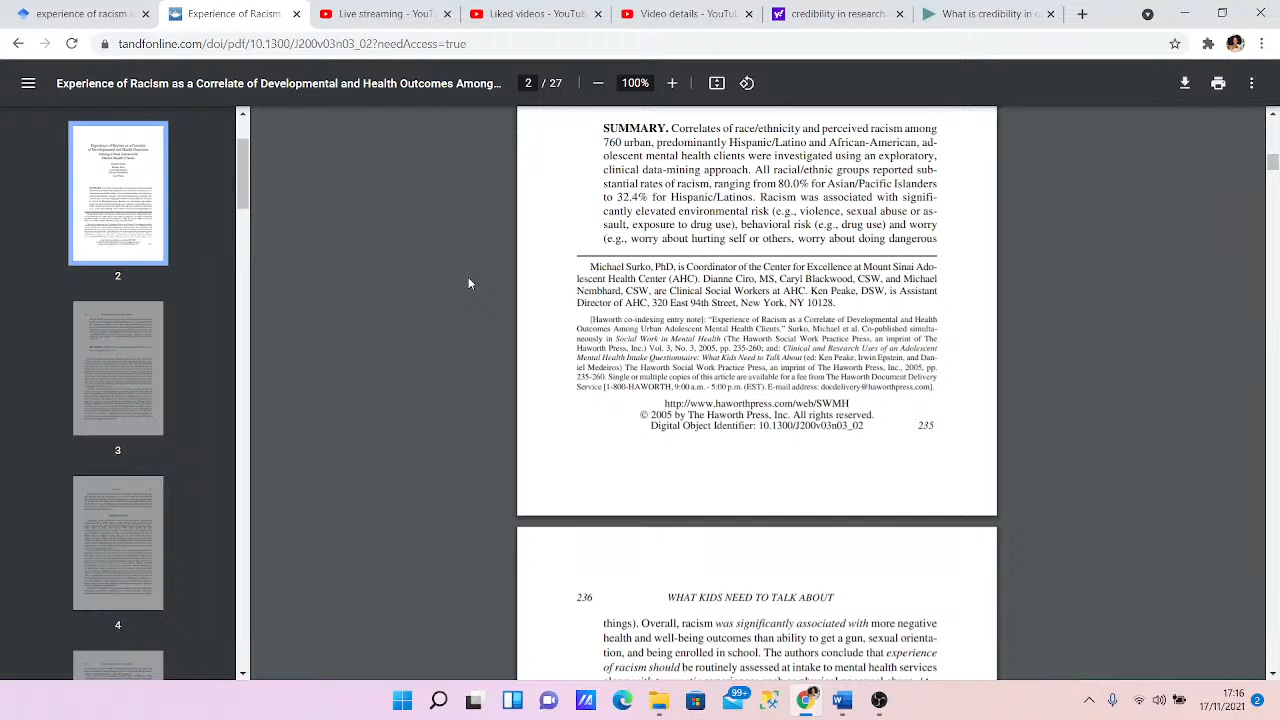 experience of racism
Experience of Racism
Live streaming - YouT
Liked videos - YouTub
Video details - YouTu
credibility in research
What is credibility in
tandfonline.com/doi/pdf/10.1300/J200v03n03_02?needAccess=true
Experience of Racism as a Correlate of Developmental and Health Outcomes Among...
2 / 27
100%
2
3
4
SUMMARY. Correlates of race/ethnicity and perceived racism among
760 urban, predominantly Hispanic/Latino and African-American, ad-
olescent mental health clients were investigated using an exploratory,
clinical data-mining approach. All racial/ethnic groups reported sub-
stantial rates of racism, ranging from 80.0% for Asian/Pacific Islanders
to 32.4% for Hispanic/Latinos. Racism was associated with signifi-
cantly elevated environmental risk (e.g., violence, sexual abuse or as-
sault, exposure to drug use), behavioral risk (e.g., drug use) and worry
(e.g., worry about hurting self or others, worry about doing dangerous
Michael Surko, PhD, is Coordinator of the Center for Excellence at Mount Sinai Ado-
lescent Health Center (AHC). Dianne Ciro, MS, Caryl Blackwood, CSW, and Michael
Nembhard, CSW, are Clinical Social Workers at AHC. Ken Peake, DSW, is Assistant
Director of AHC, 320 East 94th Street, New York, NY 10128.
[Haworth co-indexing entry note]: "Experience of Racism as a Correlate of Developmental and Health
Outcomes Among Urban Adolescent Mental Health Clients." Surko, Michael et al. Co-published simulta-
neously in Social Work in Mental Health (The Haworth Social Work Practice Press, an imprint of The
Haworth Press, Inc.) Vol. 3, No. 3, 2005, pp. 235-260; and: Clinical and Research Uses of an Adolescent
Mental Health Intake Questionnaire: What Kids Need to Talk About (ed: Ken Peake, Irwin Epstein, and Dan-
iel Medeiros) The Haworth Social Work Practice Press, an imprint of The Haworth Press, Inc., 2005, pp.
235-260. Single or multiple copies of this article are available for a fee from The Haworth Document Delivery
Service [1-800-HAWORTH, 9:00 a.m. - 5:00 p.m. (EST). E-mail address: docdelivery@haworthpress.com].
http://www.haworthpress.com/web/SWMH
© 2005 by The Haworth Press, Inc. All rights reserved.
Digital Object Identifier: 10.1300/J200v03n03_02 235
236 WHAT KIDS NEED TO TALK ABOUT
things). Overall, racism was significantly associated with more negative
health and well-being outcomes than ability to get a gun, sexual orienta-
tion, and being enrolled in school. The authors conclude that experience
of racism should be routinely assessed at intake to mental health services
99+
17:16
17/11/2021
2